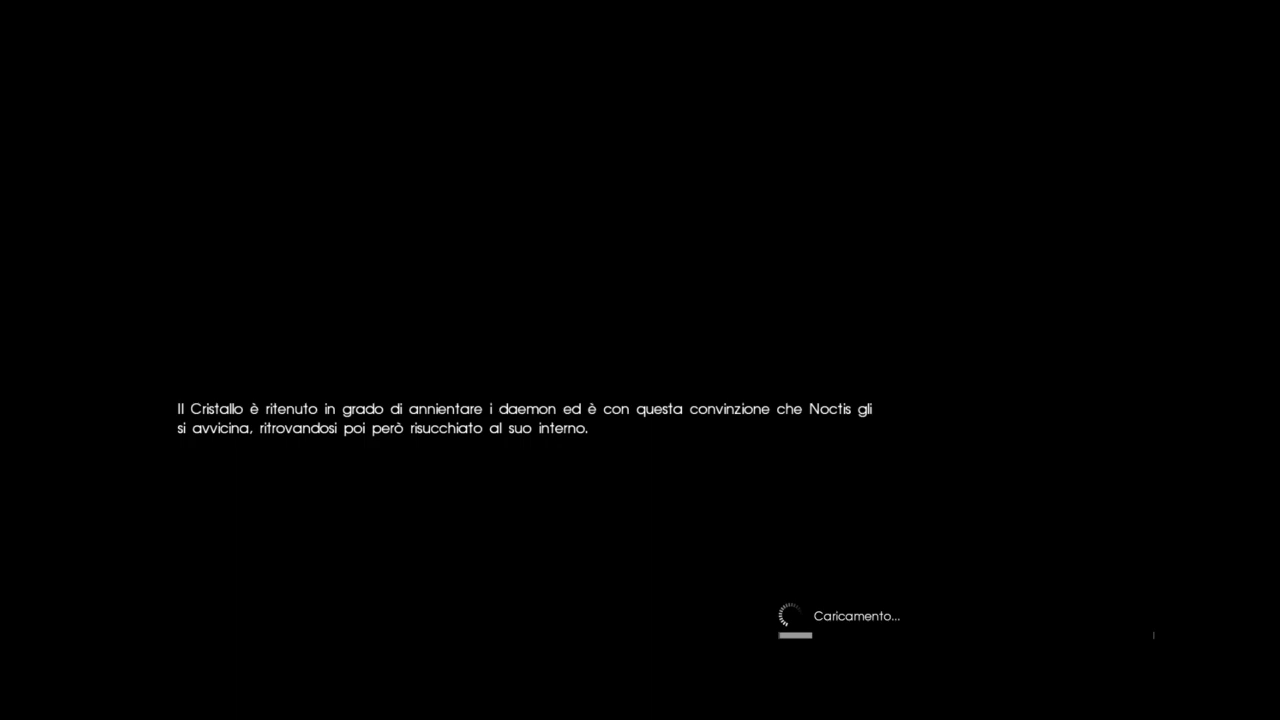 Il Cristallo è ritenuto in grado di annientare i daemon ed è con questa convinzione che Noctis gli
si avvicina, ritrovandosi poi però risucchiato al suo interno.
Caricamento...